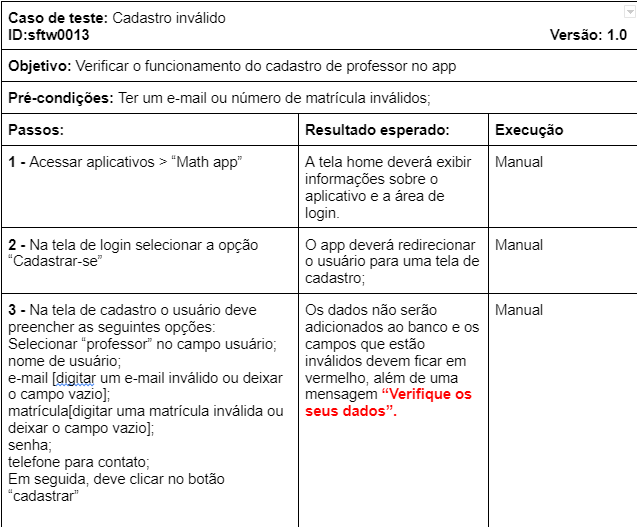 Caso de teste: Cadastro inválido
ID:sftw0013 Versão: 1.0
Objetivo: Verificar o funcionamento do cadastro de professor no app
Pré-condições: Ter um e-mail ou número de matrícula inválidos;
Passos: Resultado esperado: Execução
1 - Acessar aplicativos > “Math app”
A tela home deverá exibir
informações sobre o
aplicativo e a área de
login.
Manual
2 - Na tela de login selecionar a opção
“Cadastrar-se”
O app deverá redirecionar
o usuário para uma tela de
cadastro;
Manual
3 - Na tela de cadastro o usuário deve
preencher as seguintes opções:
Selecionar “professor” no campo usuário;
nome de usuário;
e-mail [digitar um e-mail inválido ou deixar
o campo vazio];
matrícula[digitar uma matrícula inválida ou
deixar o campo vazio];
senha;
telefone para contato;
Em seguida, deve clicar no botão
“cadastrar”
Os dados não serão
adicionados ao banco e os
campos que estão
inválidos devem ficar em
vermelho, além de uma
mensagem “Verifique os
seus dados”.
Manual